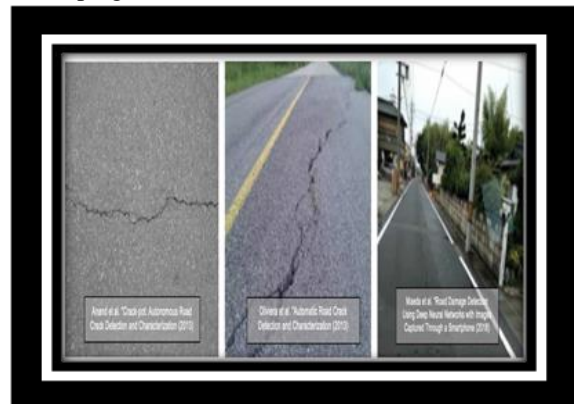 Anand et al. "Crack-pot: Autonomous Road
Crack Detection and Characterization (2010)
Oliveira et al. "Automatic Road Crack
Detection and Characterization (2013)
Maeda et al. "Road Damage Detection
Using Deep Neural Networks with Images
Captured Through a Smartphone (2018)